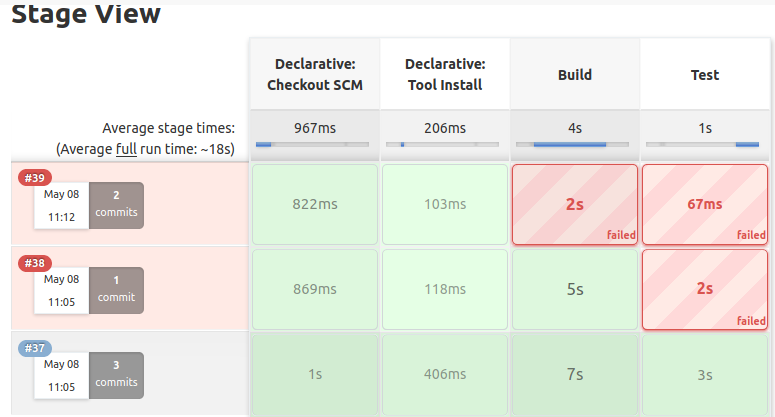 Stage View
Declarative:
Checkout SCM
Declarative:
Tool Install
Build
Test
Average stage times:
(Average full run time: ~18s)
967ms
206ms
4s
1s
#39
May 08
11:12
2
commits
822ms
103ms
2s
failed
67ms
failed
#38
May 08
11:05
1
commit
869ms
118ms
5s
2s
failed
#37
May 08
11:05
3
commits
1s
406ms
7s
3s